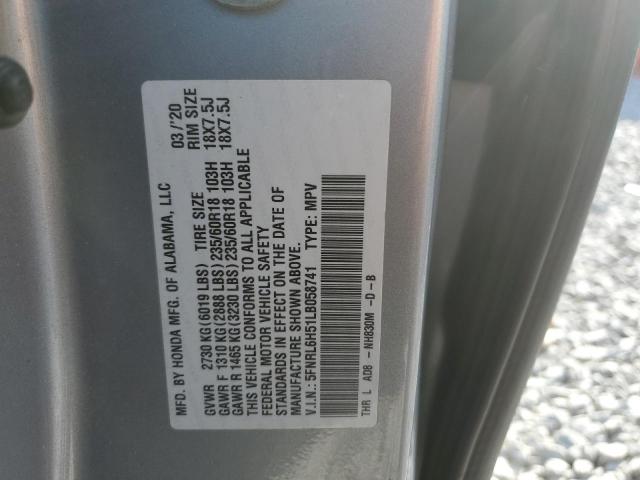 MFD. BY HONDA MFG. OF ALABAMA, LLC 03/'20
GVWR 2730 KG(6019 LBS) TIRE SIZE RIM SIZE
GAWR F 1310 KG(2888 LBS) 235/60R18 103H 18X7.5J
GAWR R 1465 KG(3230 LBS) 235/60R18 103H 18X7.5J
THIS VEHICLE CONFORMS TO ALL APPLICABLE
FEDERAL MOTOR VEHICLE SAFETY
STANDARDS IN EFFECT ON THE DATE OF
MANUFACTURE SHOWN ABOVE.
V.I.N.: 5FNRL6H51LB058741 TYPE: MPV
THR L AD8 -NH830M -D-B